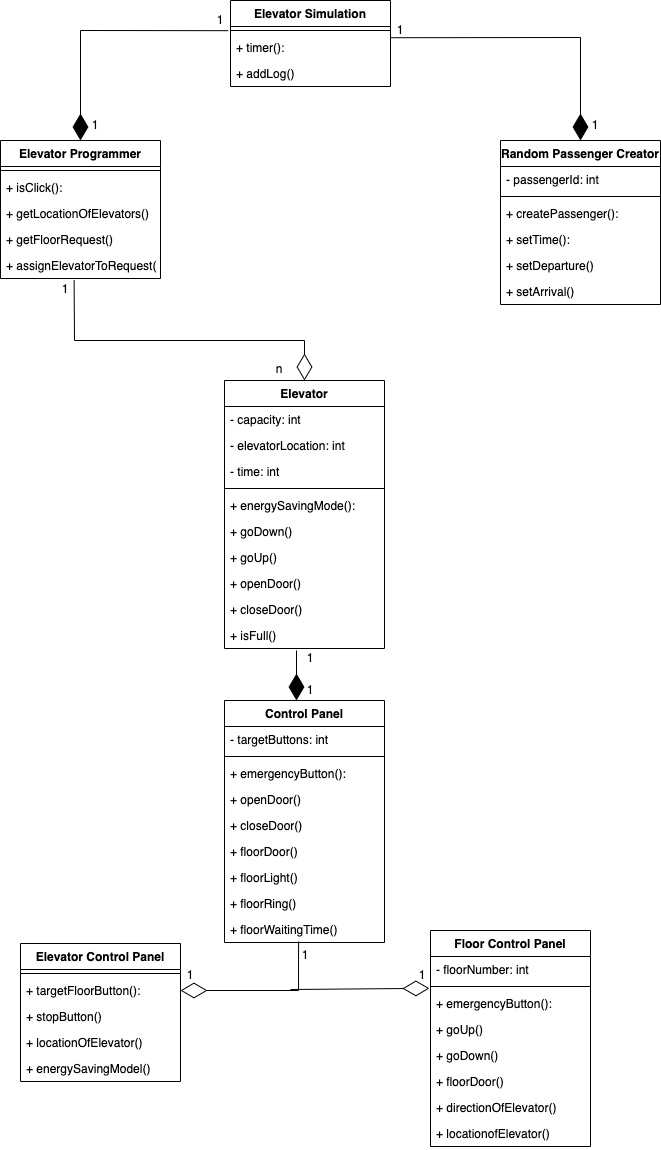 Elevator Simulation
+ timer():
+ addLog()
1
1
1
1
Elevator Programmer
+ isClick():
+ getLocationOfElevators()
+ getFloorRequest()
+ assignElevatorToRequest(
Random Passenger Creator
- passengerId: int
+ createPassenger():
+ setTime():
+ setDeparture()
+ setArrival()
1
n
Elevator
- capacity: int
- elevatorLocation: int
- time: int
+ energySavingMode():
+ goDown()
+ goUp()
+ openDoor()
+ closeDoor()
+ isFull()
1
1
Control Panel
- targetButtons: int
+ emergencyButton():
+ openDoor()
+ closeDoor()
+ floorDoor()
+ floorLight()
+ floorRing()
+ floorWaitingTime()
1
1
1
Elevator Control Panel
+ targetFloorButton():
+ stopButton()
+ locationOfElevator()
+ energySavingModel()
Floor Control Panel
- floorNumber: int
+ emergencyButton():
+ goUp()
+ goDown()
+ floorDoor()
+ directionOfElevator()
+ locationofElevator()